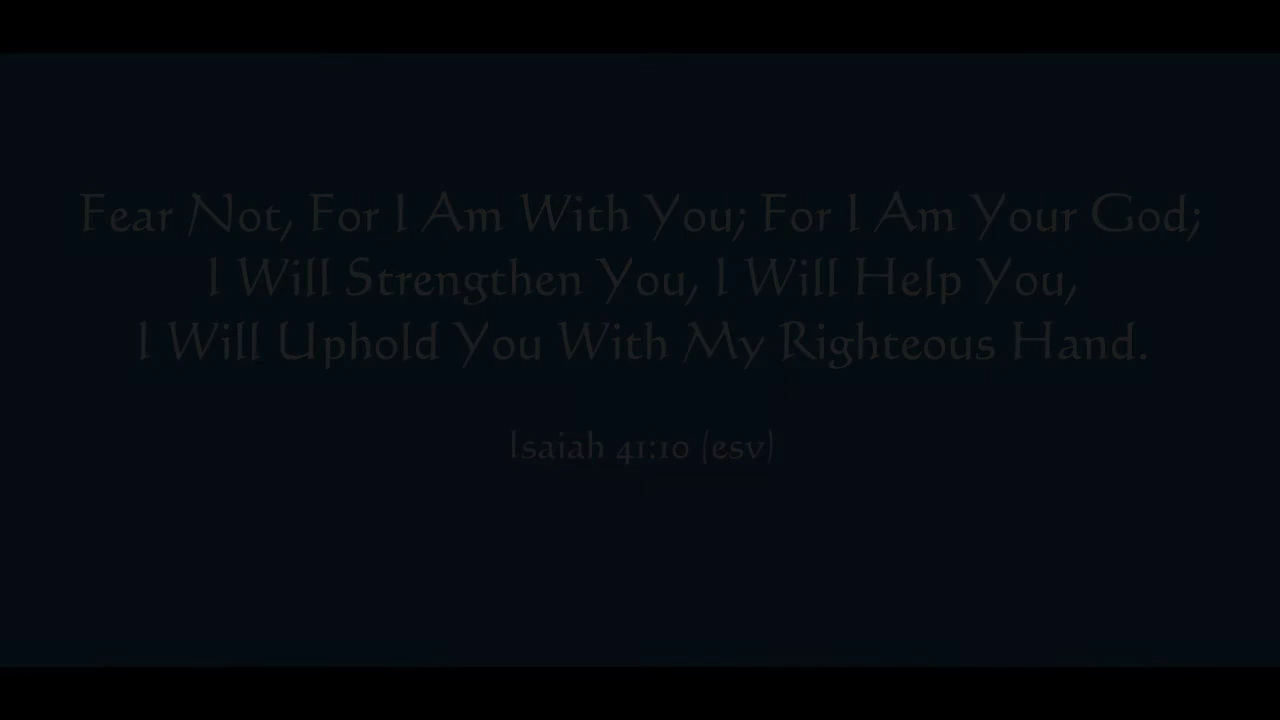 Fear Not, For I Am With You; For I Am Your God;
I Will Strengthen You, I Will Help You,
I Will Uphold You With My Righteous Hand.
Isaiah 41:10 (esv)